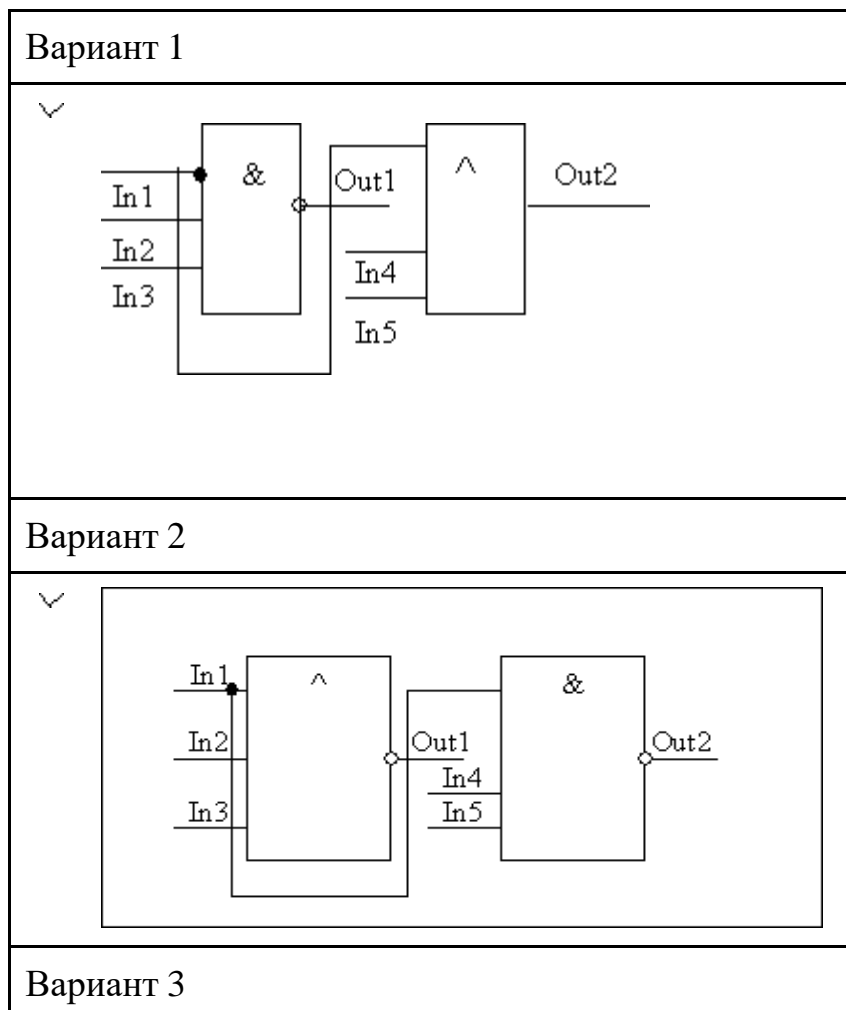 Вариант 1
& ^
Out1 Out2
In1
In2
In4
In3
In5
Вариант 2
In1 ^ &
In2 Out1 Out2
In4
In3 In5
Вариант 3